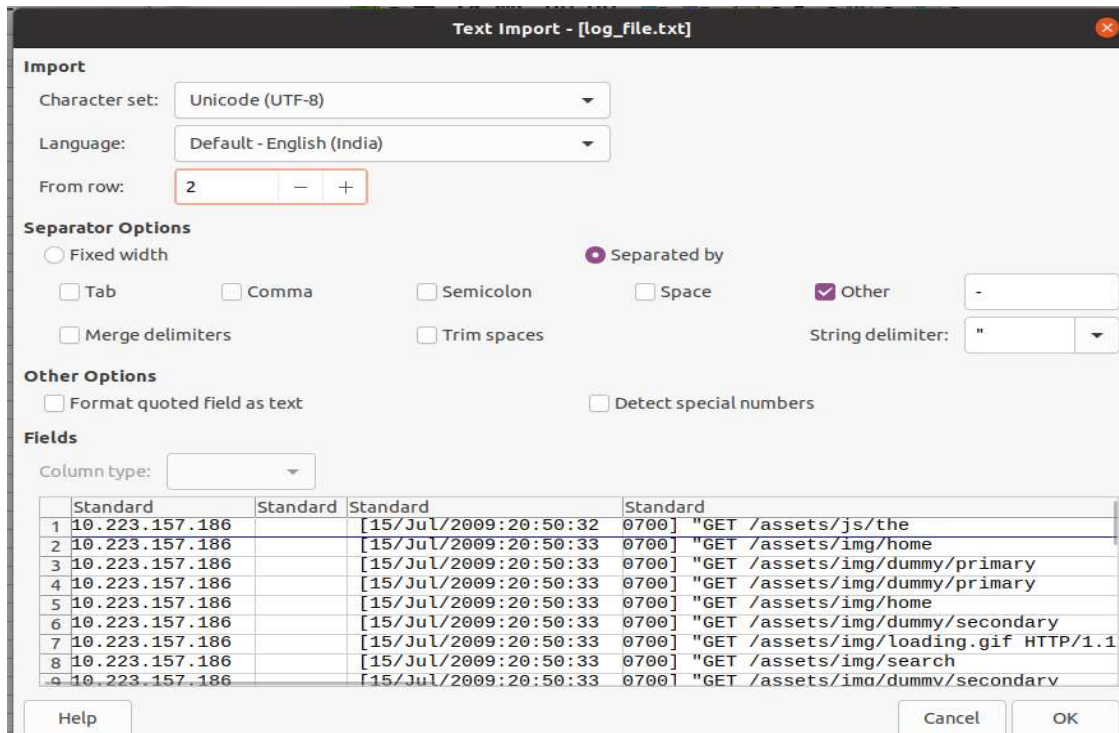 Text Import - [log_file.txt]
Import
Character set: Unicode (UTF-8)
Language: Default - English (India)
From row: 2 − +
Separator Options
Fixed width Separated by
Tab Comma Semicolon Space Other -
Merge delimiters Trim spaces String delimiter: "
Other Options
Format quoted field as text Detect special numbers
Fields
Column type:
Standard Standard Standard Standard
1 10.223.157.186 [15/Jul/2009:20:50:32 0700] "GET /assets/js/the
2 10.223.157.186 [15/Jul/2009:20:50:33 0700] "GET /assets/img/home
3 10.223.157.186 [15/Jul/2009:20:50:33 0700] "GET /assets/img/dummy/primary
4 10.223.157.186 [15/Jul/2009:20:50:33 0700] "GET /assets/img/dummy/primary
5 10.223.157.186 [15/Jul/2009:20:50:33 0700] "GET /assets/img/home
6 10.223.157.186 [15/Jul/2009:20:50:33 0700] "GET /assets/img/dummy/secondary
7 10.223.157.186 [15/Jul/2009:20:50:33 0700] "GET /assets/img/loading.gif HTTP/1.1
8 10.223.157.186 [15/Jul/2009:20:50:33 0700] "GET /assets/img/search
9 10.223.157.186 [15/Jul/2009:20:50:33 0700] "GET /assets/img/dummy/secondary
Help Cancel OK